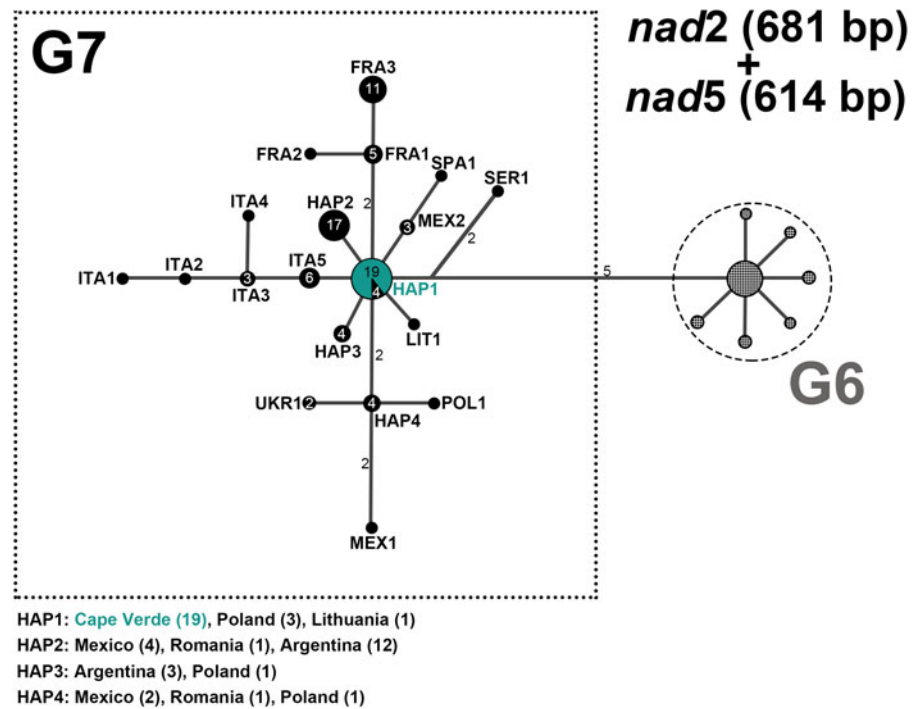 G7
nad2 (681 bp)
+
nad5 (614 bp)
FRA3
11
FRA2
5
FRA1
SPA1
SER1
ITA4
HAP2
17
2
3
MEX2
2
ITA1
ITA2
3
ITA3
ITA5
6
19
4
HAP1
5
4
HAP3
LIT1
2
UKR1
2
4
HAP4
POL1
2
MEX1
G6
HAP1: Cape Verde (19), Poland (3), Lithuania (1)
HAP2: Mexico (4), Romania (1), Argentina (12)
HAP3: Argentina (3), Poland (1)
HAP4: Mexico (2), Romania (1), Poland (1)